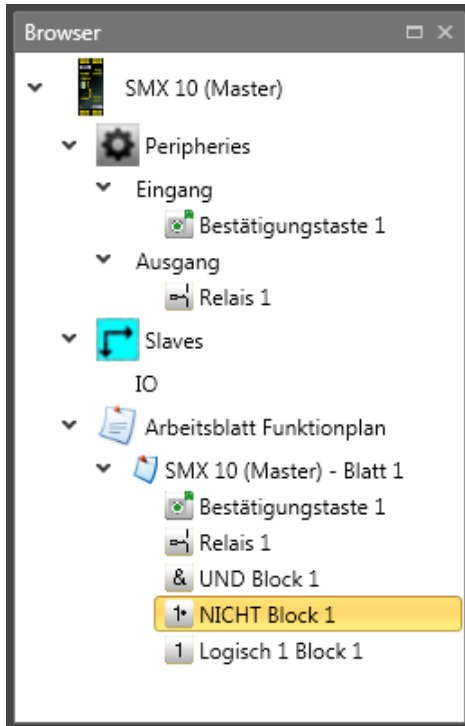 Browser
SMX 10 (Master)
Peripheries
Eingang
Bestätigungstaste 1
Ausgang
Relais 1
Slaves
IO
Arbeitsblatt Funktionplan
SMX 10 (Master) - Blatt 1
Bestätigungstaste 1
Relais 1
& UND Block 1
1 NICHT Block 1
1 Logisch 1 Block 1